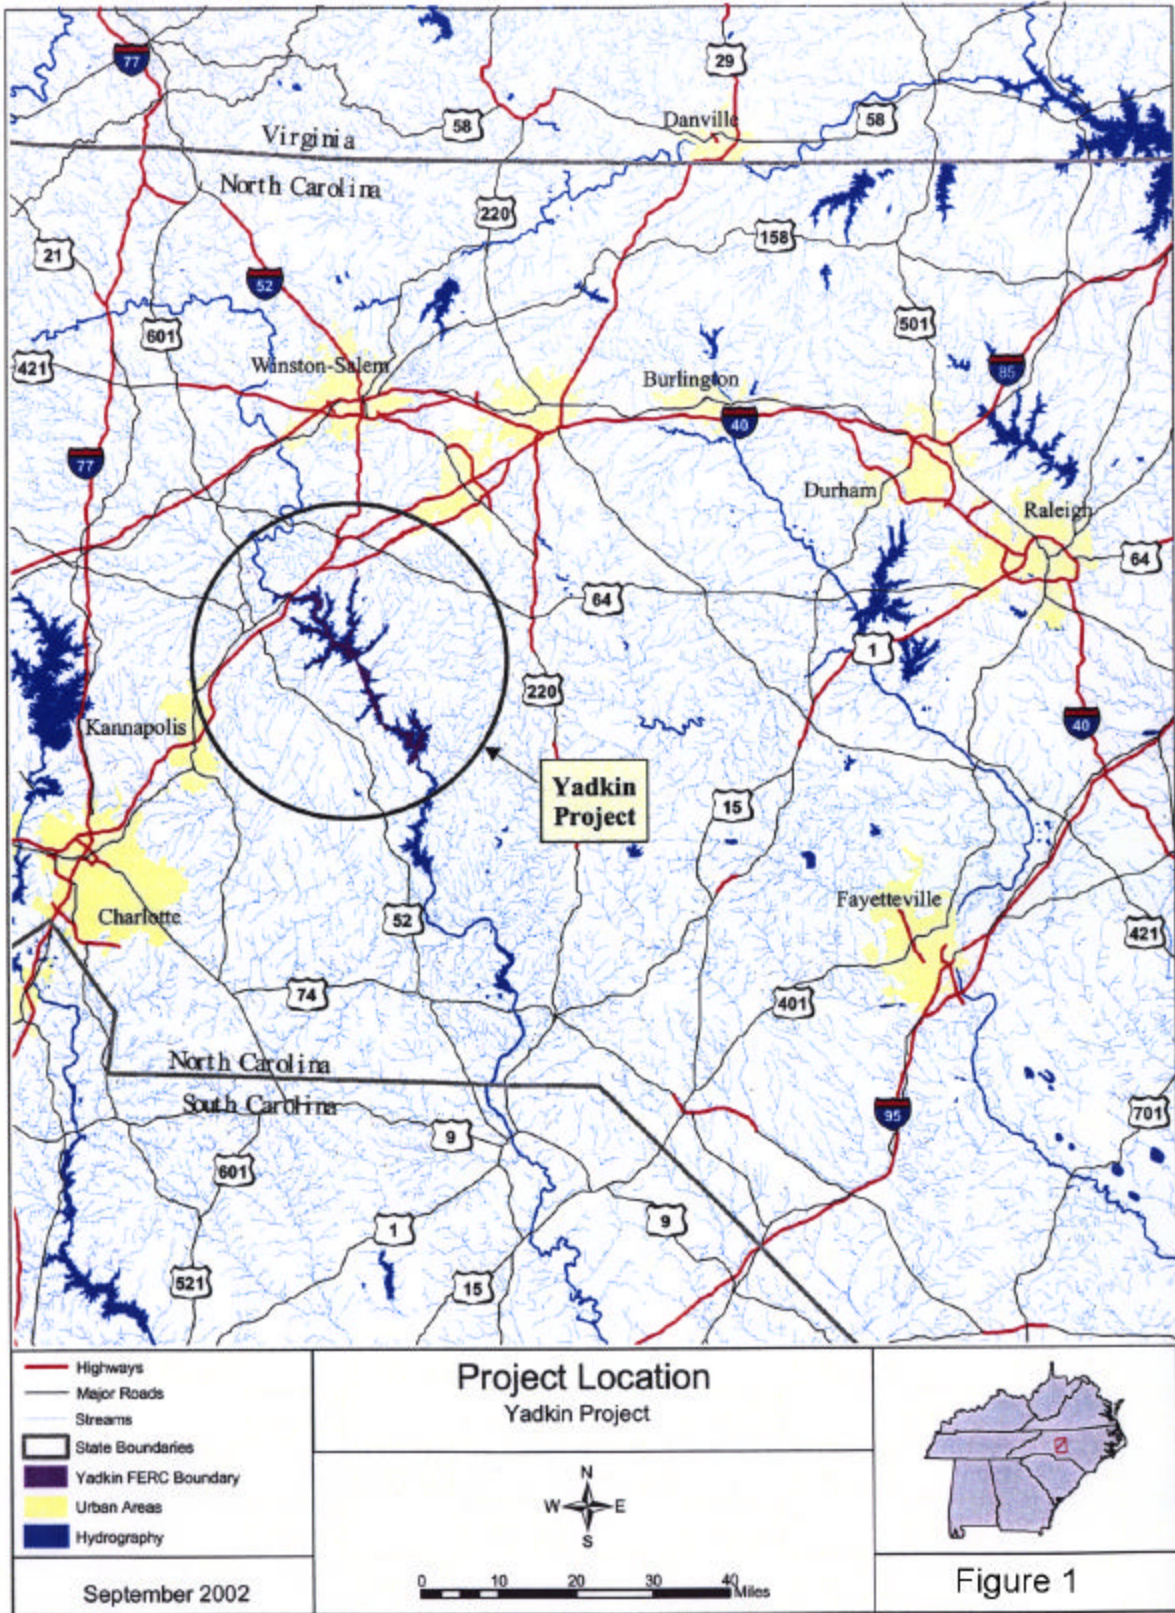 77
29
58
Danville
58
Virginia
North Carolina
220
21
158
52
601
501
421
Winston-Salem
85
Burlington
40
77
Durham
Raleigh
64
64
1
220
40
Kannapolis
Yadkin
Project
15
Fayetteville
Charlotte
52
421
74
401
North Carolina
South Carolina
95
701
9
601
1
9
521
15
Highways
Major Roads
Streams
State Boundaries
Yadkin FERC Boundary
Urban Areas
Hydrography
September 2002
Project Location
Yadkin Project
N
W E
S
0 10 20 30 40 Miles
Figure 1